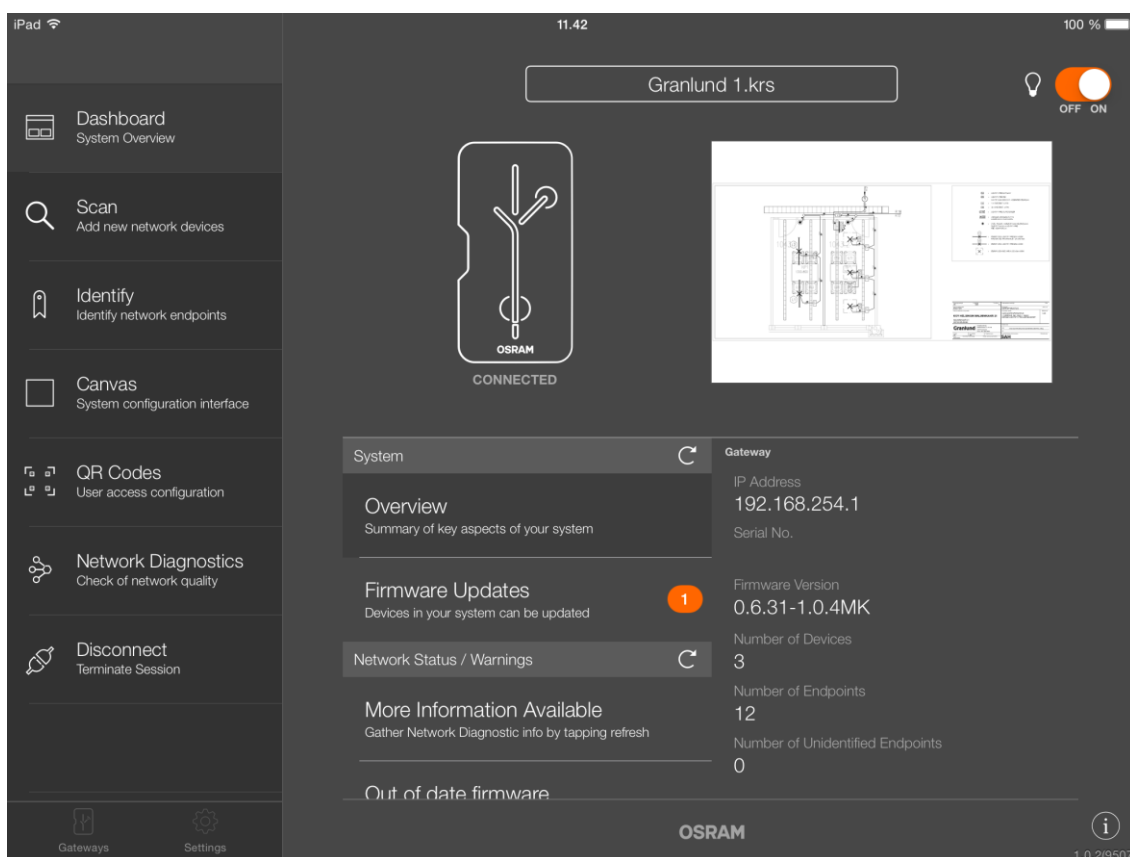 iPad
11.42
100 %
Granlund 1.krs
OFF ON
Dashboard
System Overview
Scan
Add new network devices
Identify
Identify network endpoints
Canvas
System configuration interface
QR Codes
User access configuration
Network Diagnostics
Check of network quality
Disconnect
Terminate Session
Gateways
Settings
OSRAM
CONNECTED
Granlund
System
Overview
Summary of key aspects of your system
Firmware Updates
Devices in your system can be updated
1
Network Status / Warnings
More Information Available
Gather Network Diagnostic info by tapping refresh
Out of date firmware
Gateway
IP Address
192.168.254.1
Serial No.
Firmware Version
0.6.31-1.0.4MK
Number of Devices
3
Number of Endpoints
12
Number of Unidentified Endpoints
0
OSRAM
i